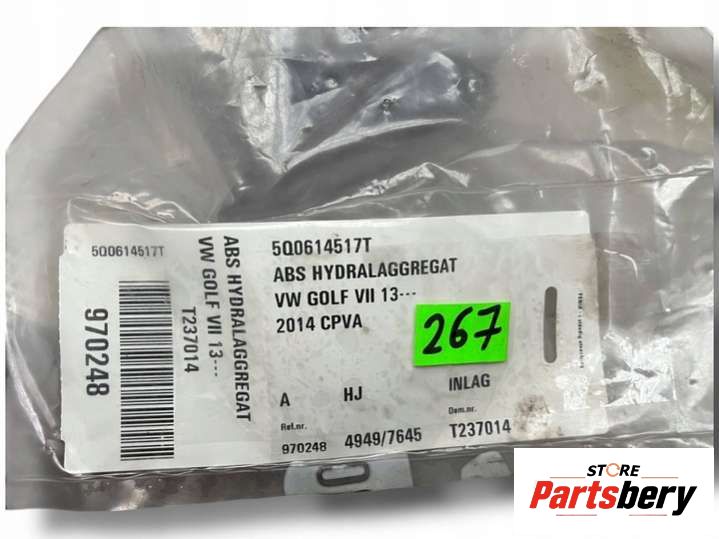 5Q0614517T
970248
ABS HYDRALAGGREGAT
VW GOLF VII 13---
T237014
5Q0614517T
ABS HYDRALAGGREGAT
VW GOLF VII 13---
2014 CPVA
267
A HJ INLAG
Ref.nr. Dem.nr.
970248 4949/7645 T237014
STORE
Partsbery